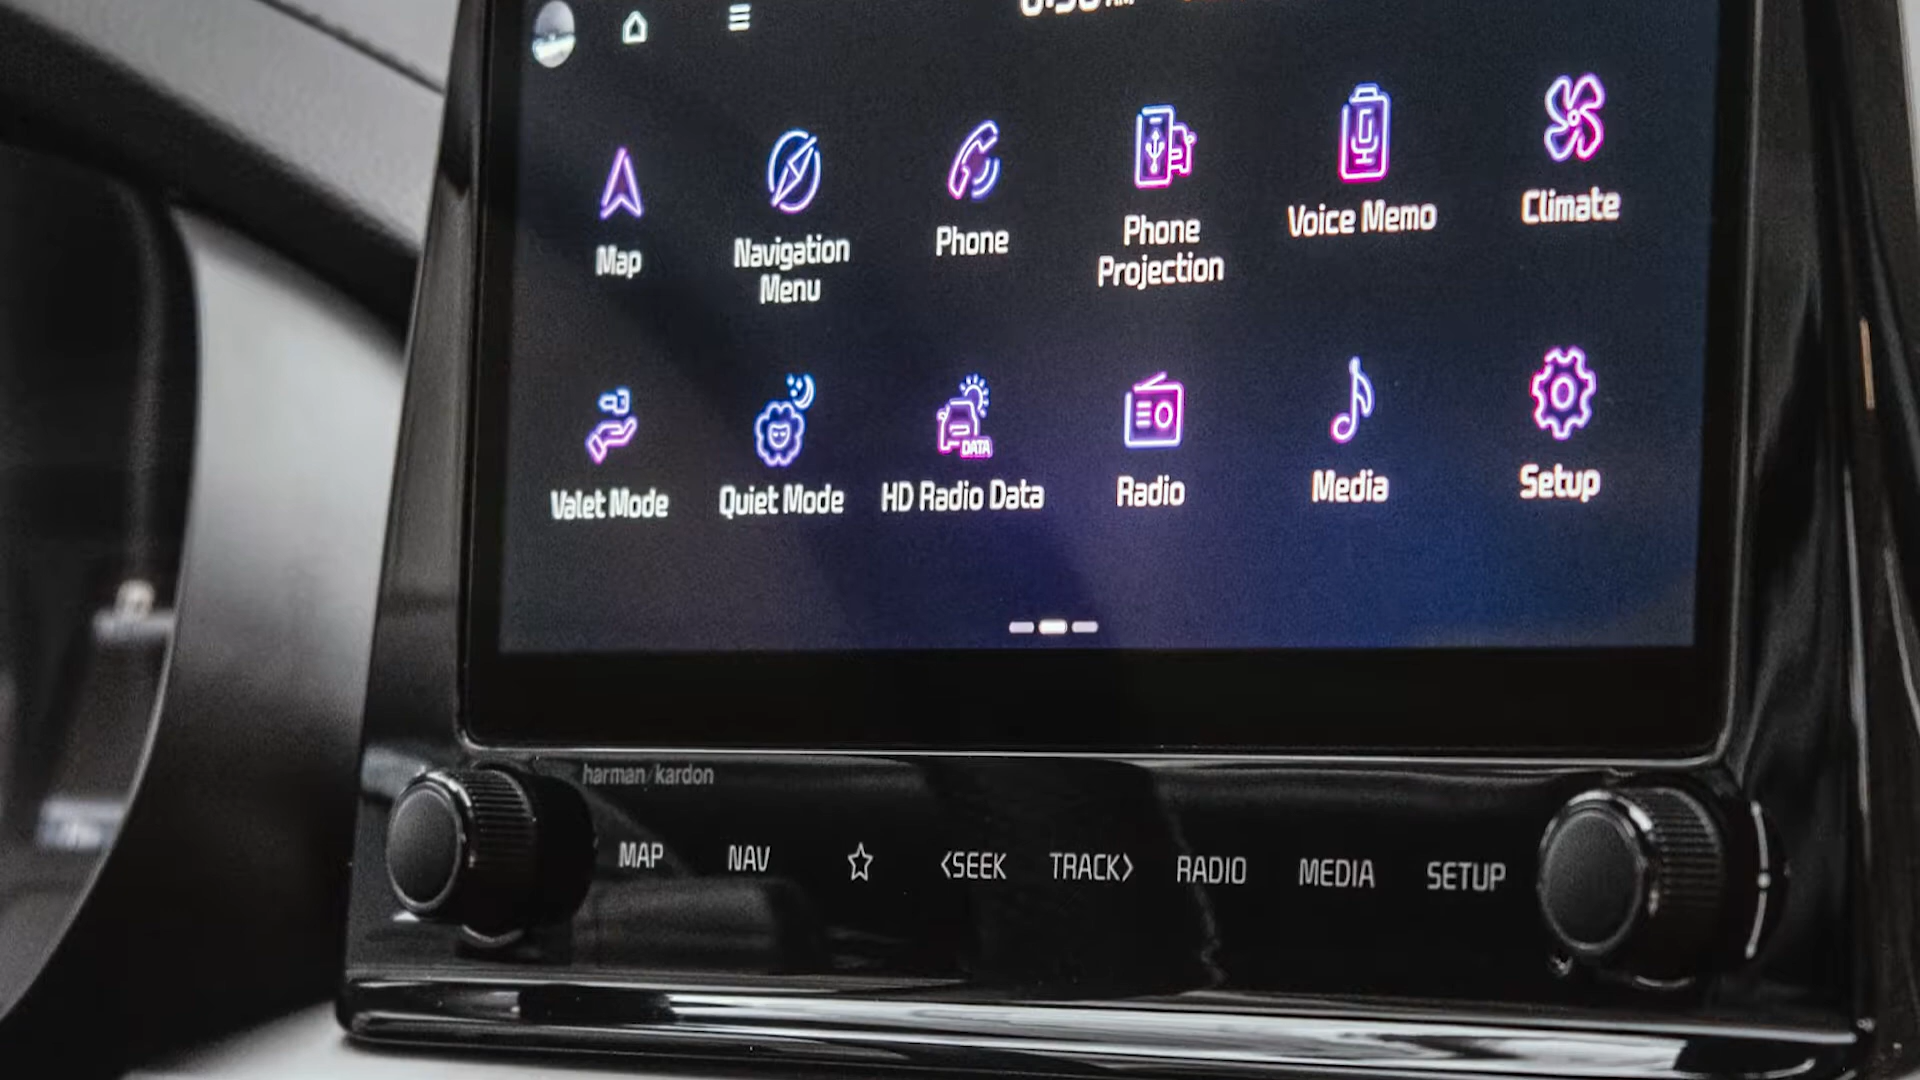 Map
Navigation
Menu
Phone
Phone
Projection
Voice Memo
Climate
Valet Mode
Quiet Mode
DATA
HD Radio Data
Radio
Media
Setup
harman/kardon
MAP
NAV
<SEEK
TRACK>
RADIO
MEDIA
SETUP